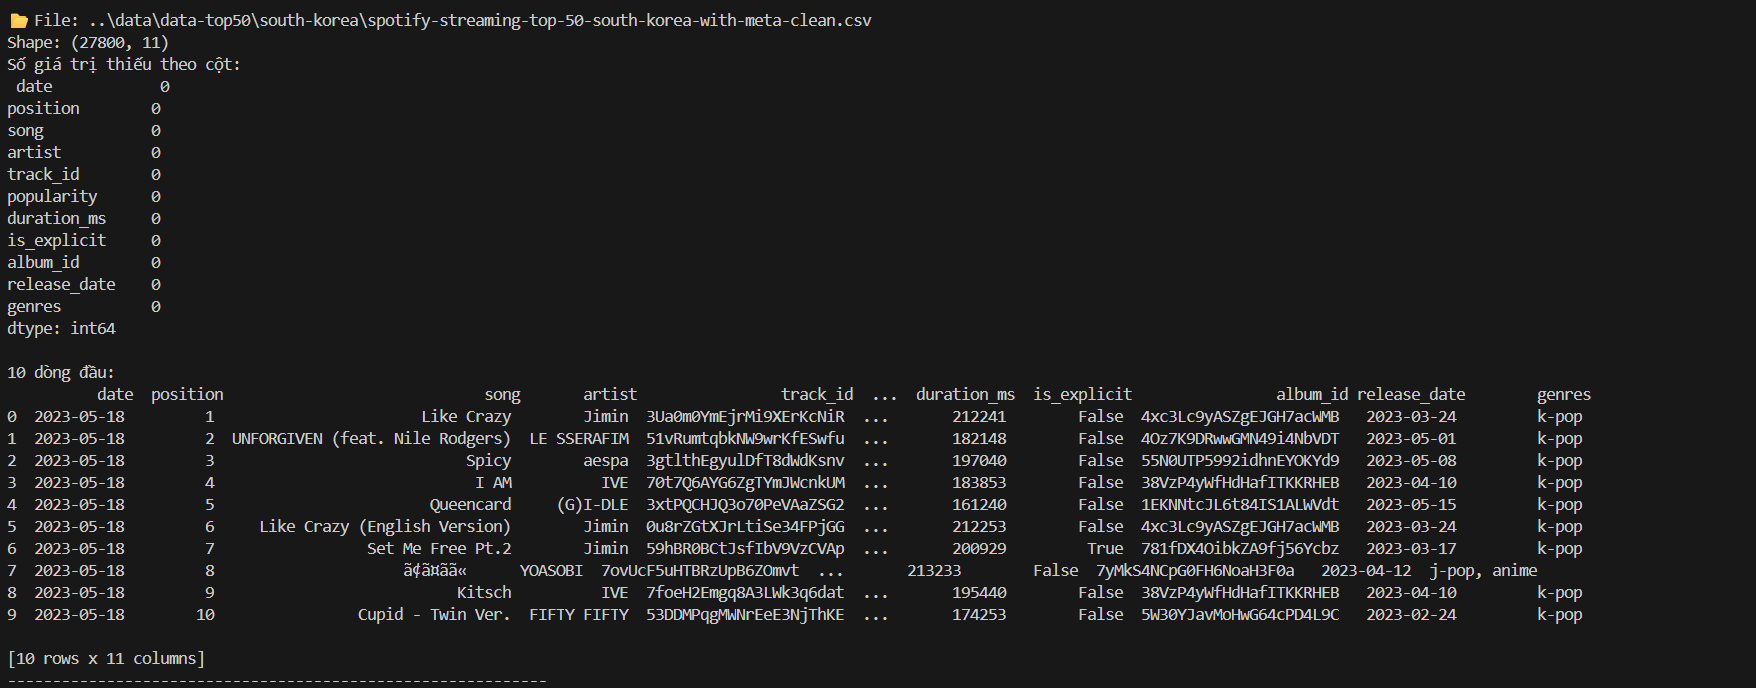 📂 File: ..\data\data-top50\south-korea\spotify-streaming-top-50-south-korea-with-meta-clean.csv
Shape: (27800, 11)
Số giá trị thiếu theo cột:
 date            0
position        0
song            0
artist          0
track_id        0
popularity      0
duration_ms     0
is_explicit     0
album_id        0
release_date    0
genres          0
dtype: int64

10 dòng đầu:
date position song artist track_id ... duration_ms is_explicit album_id release_date genres
0 2023-05-18 1 Like Crazy Jimin 3Ua0m0YmEjrMi9XErKcNiR ... 212241 False 4xc3Lc9yASZgEJGH7acWMB 2023-03-24 k-pop
1 2023-05-18 2 UNFORGIVEN (feat. Nile Rodgers) LE SSERAFIM 51vRumtqbkNW9wrKfESwfu ... 182148 False 4Oz7K9DRwwGMN49i4NbVDT 2023-05-01 k-pop
2 2023-05-18 3 Spicy aespa 3gtlthEgyulDfT8dWdKsnv ... 197040 False 55N0UTP5992idhnEYOKYd9 2023-05-08 k-pop
3 2023-05-18 4 I AM IVE 70t7Q6AYG6ZgTYmJWcnkUM ... 183853 False 38VzP4yWfHdHafITKKRHEB 2023-04-10 k-pop
4 2023-05-18 5 Queencard (G)I-DLE 3xtPQCHJQ3o70PeVAaZSG2 ... 161240 False 1EKNNtcJL6t84IS1ALWVdt 2023-05-15 k-pop
5 2023-05-18 6 Like Crazy (English Version) Jimin 0u8rZGtXJrLtiSe34FPjGG ... 212253 False 4xc3Lc9yASZgEJGH7acWMB 2023-03-24 k-pop
6 2023-05-18 7 Set Me Free Pt.2 Jimin 59hBR0BCtJsfIbV9VzCVAp ... 200929 True 781fDX4OibkZA9fj56Ycbz 2023-03-17 k-pop
7 2023-05-18 8 ã¢ã¤ãã« YOASOBI 7ovUcF5uHTBRzUpB6ZOmvt ... 213233 False 7yMkS4NCpG0FH6NoaH3F0a 2023-04-12 j-pop, anime
8 2023-05-18 9 Kitsch IVE 7foeH2Emgq8A3LWk3q6dat ... 195440 False 38VzP4yWfHdHafITKKRHEB 2023-04-10 k-pop
9 2023-05-18 10 Cupid - Twin Ver. FIFTY FIFTY 53DDMPqgMWNrEeE3NjThKE ... 174253 False 5W30YJavMoHwG64cPD4L9C 2023-02-24 k-pop

[10 rows x 11 columns]
------------------------------------------------------------